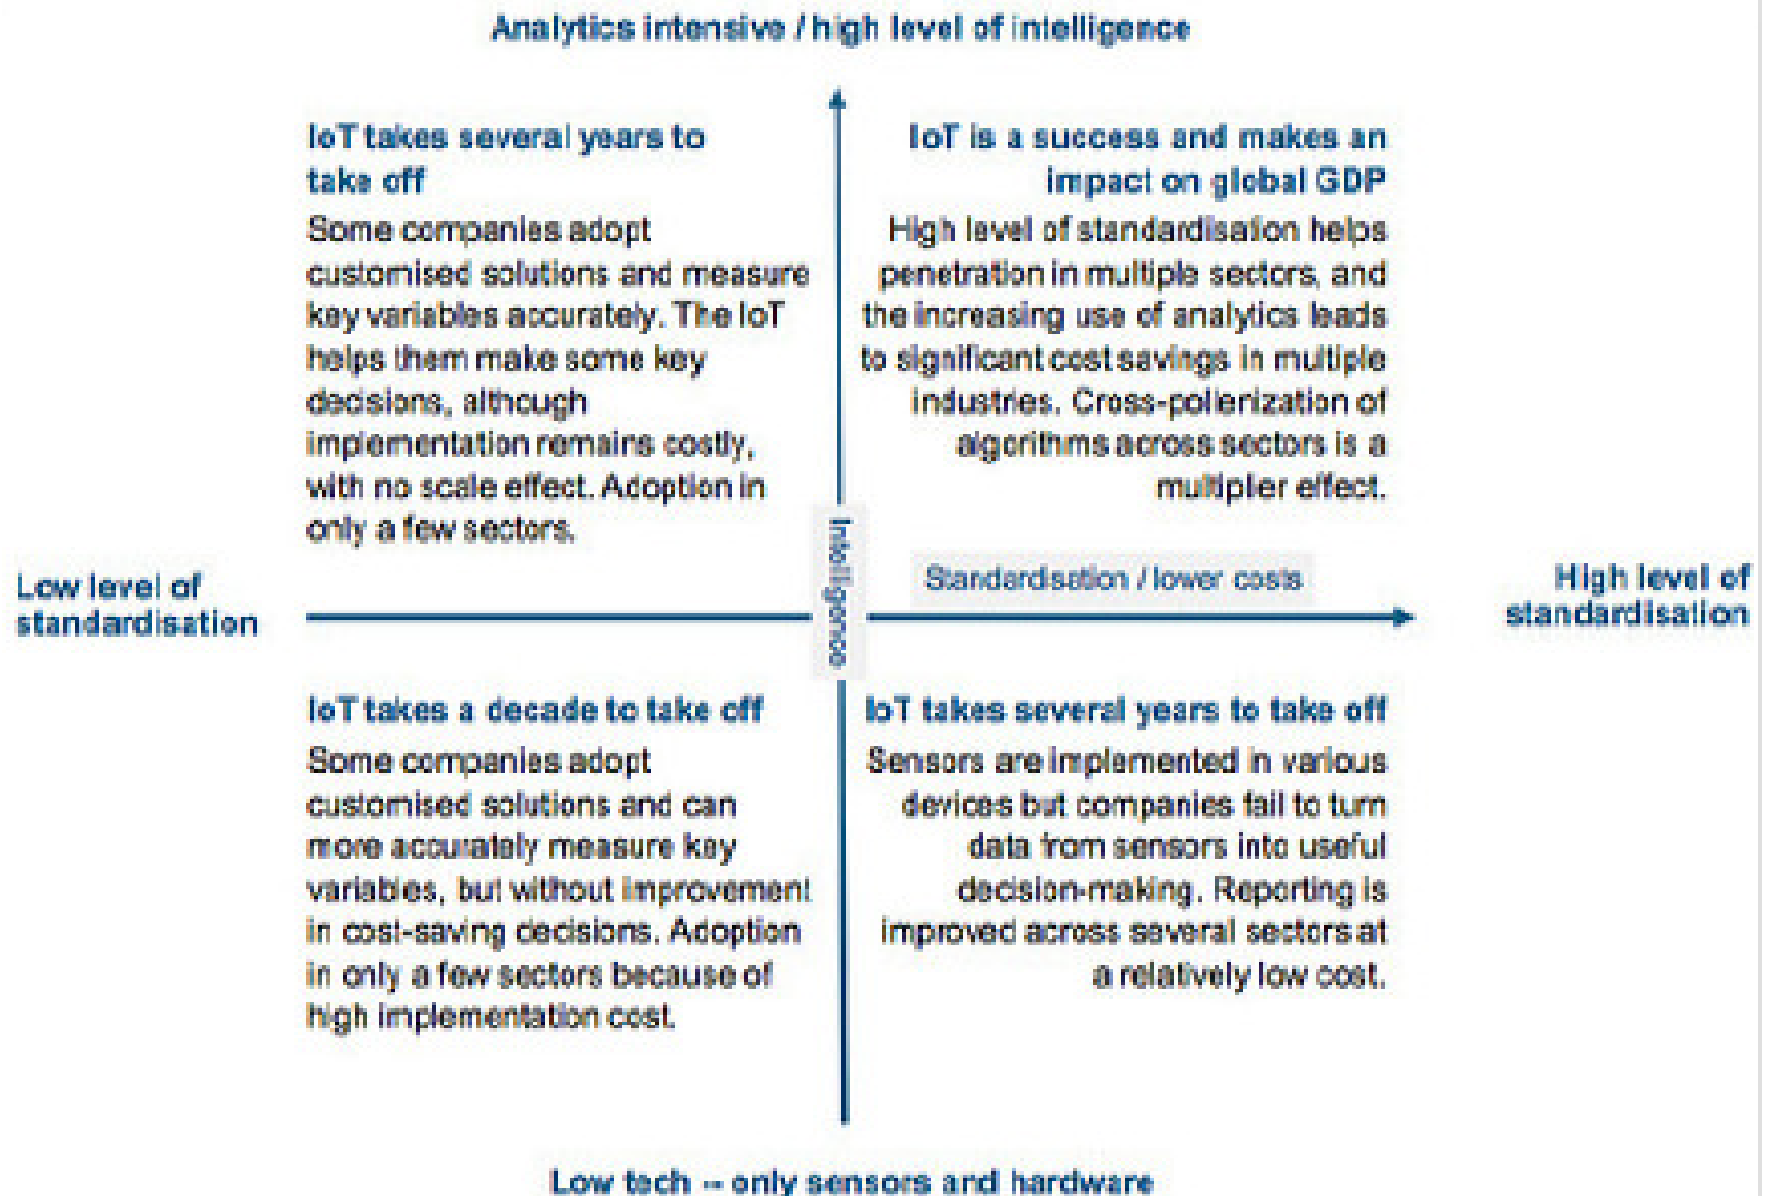 Analytics intensive / high level of intelligence
IoT takes several years to
take off
Some companies adopt
customised solutions and measure
key variables accurately. The IoT
helps them make some key
decisions, although
implementation remains costly,
with no scale effect. Adoption in
only a few sectors.
IoT is a success and makes an
impact on global GDP
High level of standardisation helps
penetration in multiple sectors, and
the increasing use of analytics leads
to significant cost savings in multiple
industries. Cross-pollenization of
algorithms across sectors is a
multiplier effect.
Intelligence
Standardisation / lower costs
Low level of
standardisation
High level of
standardisation
IoT takes a decade to take off
Some companies adopt
customised solutions and can
more accurately measure key
variables, but without improvement
in cost-saving decisions. Adoption
in only a few sectors because of
high implementation cost.
IoT takes several years to take off
Sensors are implemented in various
devices but companies fail to turn
data from sensors into useful
decision-making. Reporting is
improved across several sectors at
a relatively low cost.
Low tech -- only sensors and hardware